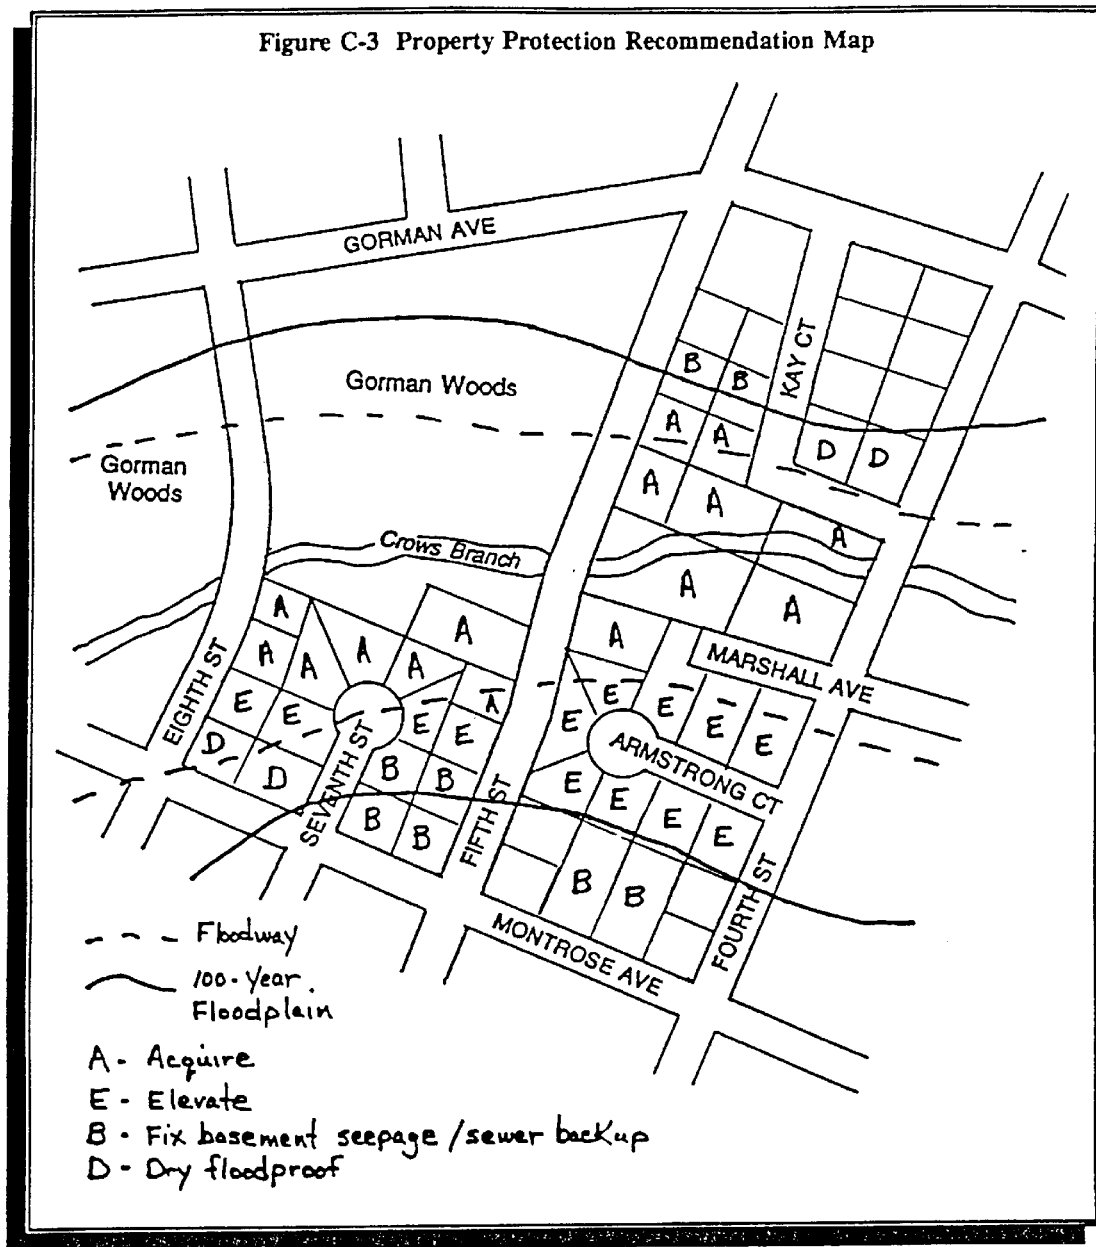 Figure C-3 Property Protection Recommendation Map
GORMAN AVE
KAY CT
Gorman Woods
B
B
A
A
D
D
Gorman
Woods
A
A
A
Crows Branch
A
A
A
A
A
A
A
A
A
A
MARSHALL AVE
EIGHTH ST
E
E
E
E
A
E
E
E
E
E
D
D
SEVENTH ST
B
B
B
B
FIFTH ST
ARMSTRONG CT
E
E
E
E
B
B
FOURTH ST
MONTROSE AVE
Floodway
100-Year
Floodplain
A - Acquire
E - Elevate
B - Fix basement seepage/sewer backup
D - Dry floodproof